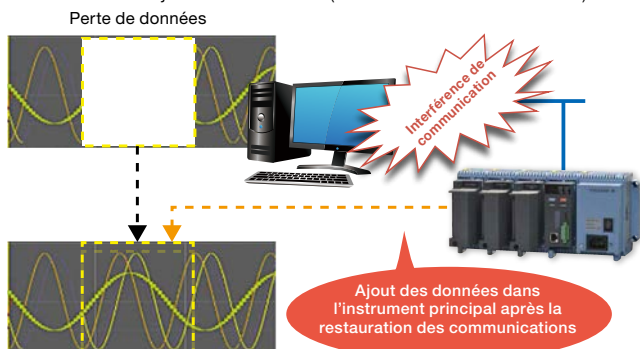 Perte de données
Interférence de
communication
Ajout des données dans
l'instrument principal après la
restauration des communications